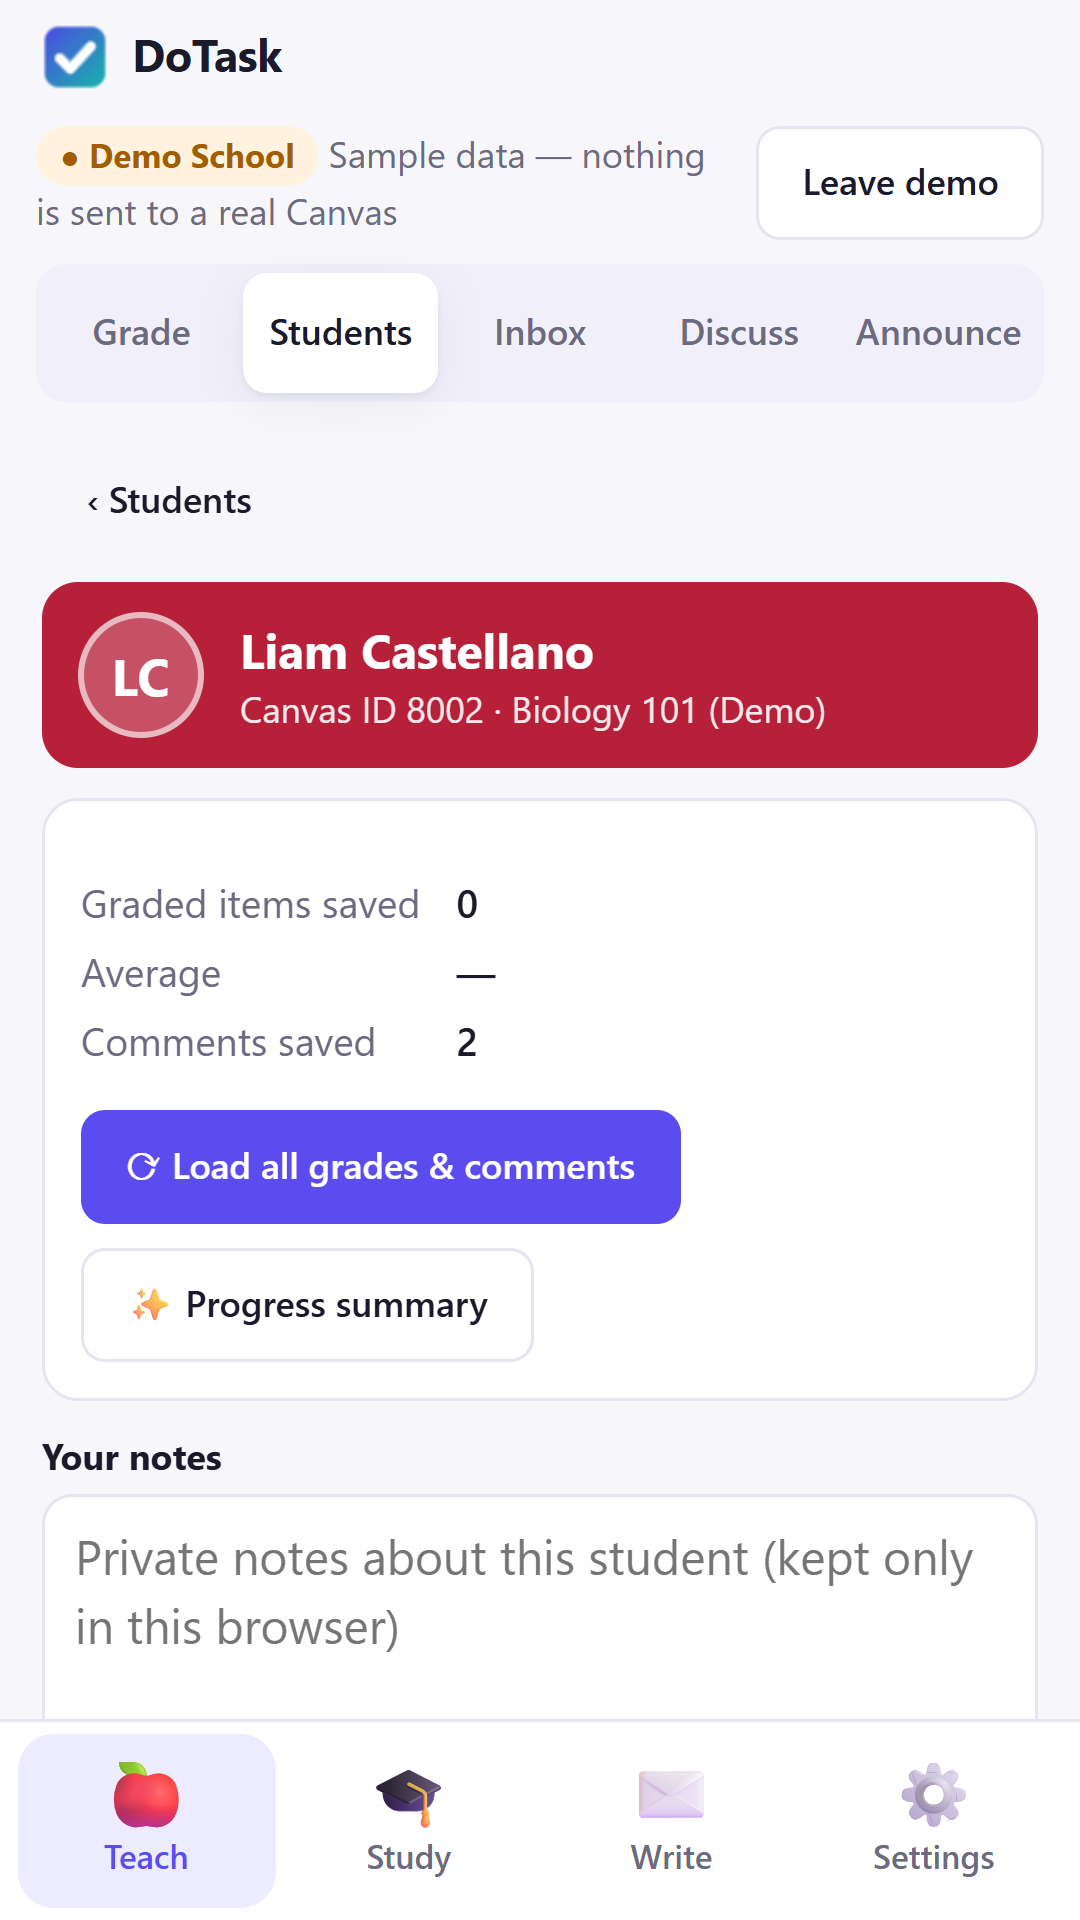 DoTask
● Demo School Sample data — nothing
is sent to a real Canvas
Leave demo
Grade Students Inbox Discuss Announce
‹ Students
LC
Liam Castellano
Canvas ID 8002 · Biology 101 (Demo)
Graded items saved 0
Average —
Comments saved 2
⟳ Load all grades & comments
✨ Progress summary
Your notes
Private notes about this student (kept only
in this browser)
Teach Study Write Settings